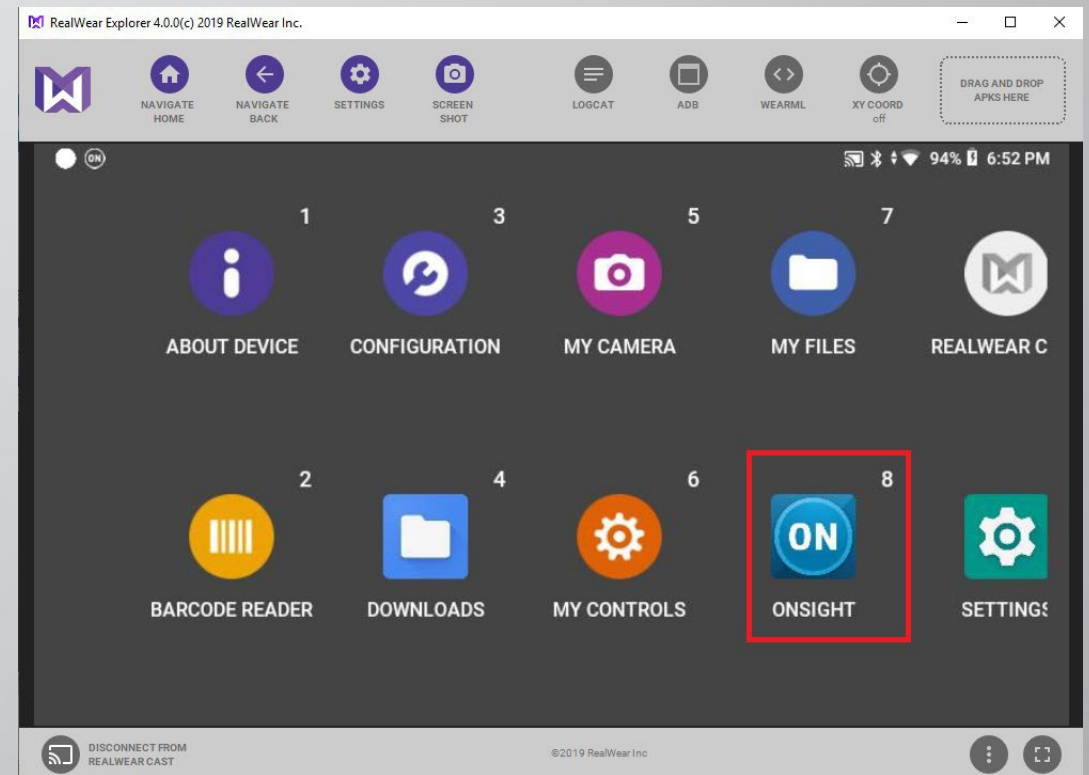 RealWear Explorer 4.0.0(c) 2019 RealWear Inc.
NAVIGATE
HOME
NAVIGATE
BACK
SETTINGS
SCREEN
SHOT
LOGCAT
ADB
WEARML
XY COORD
off
DRAG AND DROP
APKS HERE
ON
94% 6:52 PM
1
3
5
7
ABOUT DEVICE
CONFIGURATION
MY CAMERA
MY FILES
REALWEAR C
2
4
6
8
ON
BARCODE READER
DOWNLOADS
MY CONTROLS
ONSIGHT
SETTINGS
DISCONNECT FROM
REALWEAR CAST
©2019 RealWear Inc